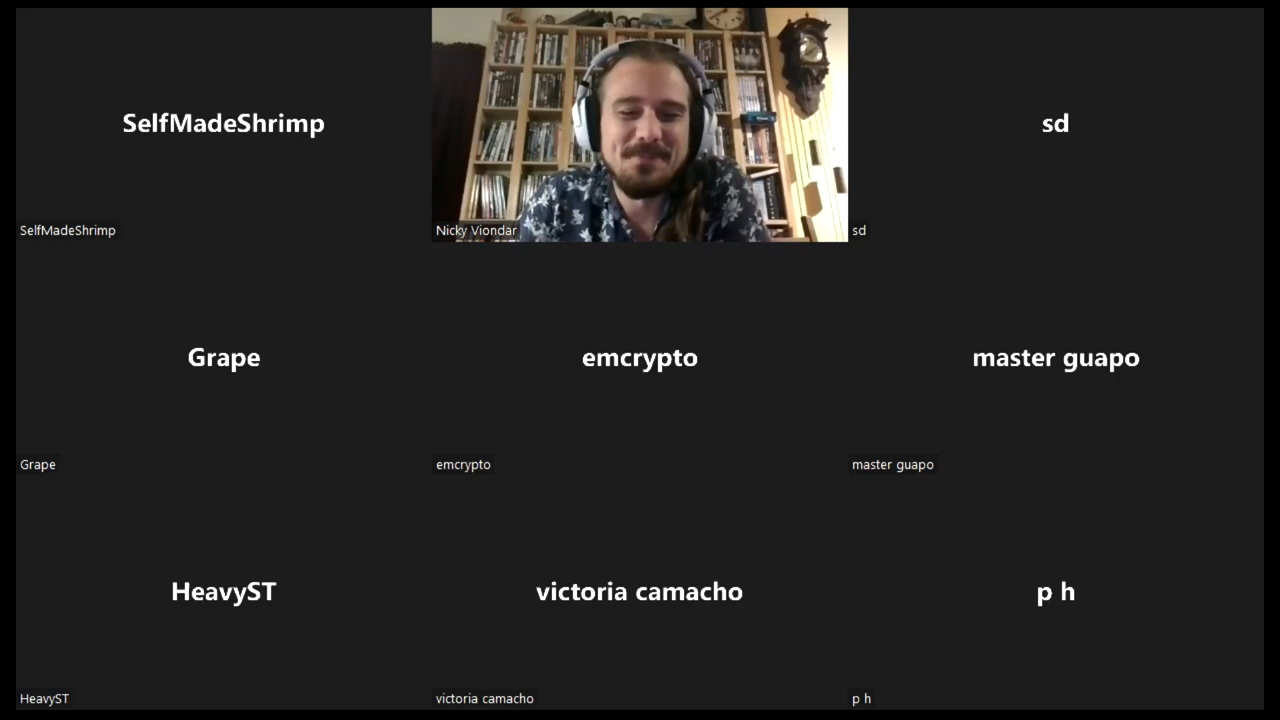 SelfMadeShrimp
sd
SelfMadeShrimp
Nicky Viondar
sd
Grape
emcrypto
master guapo
Grape
emcrypto
master guapo
HeavyST
victoria camacho
p h
HeavyST
victoria camacho
p h